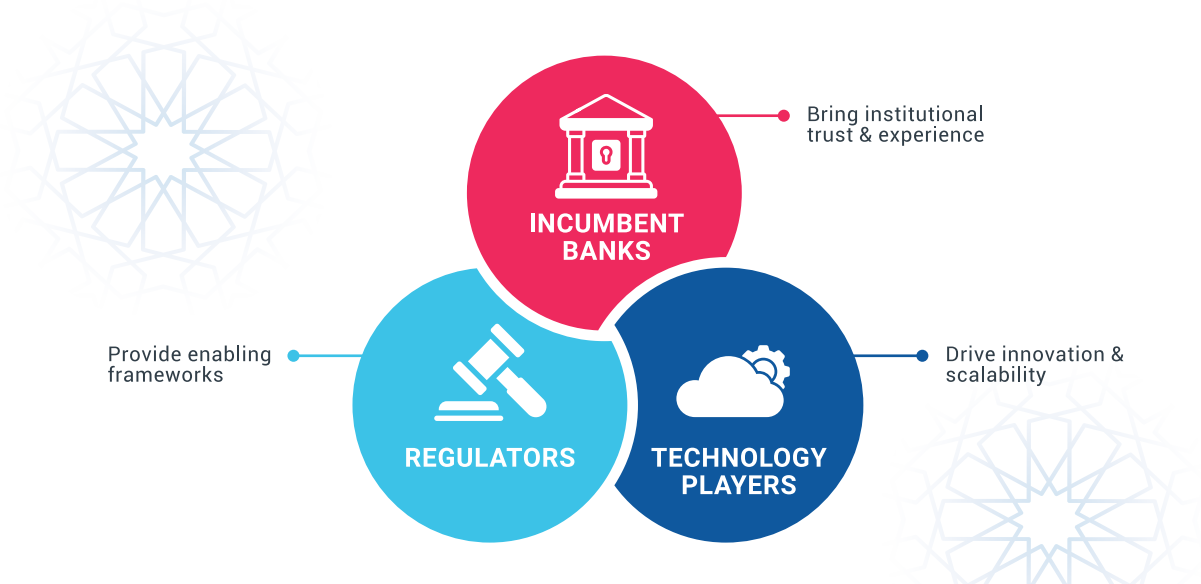 INCUMBENT
BANKS
Bring institutional
trust & experience
Provide enabling
frameworks
REGULATORS
TECHNOLOGY
PLAYERS
Drive innovation &
scalability